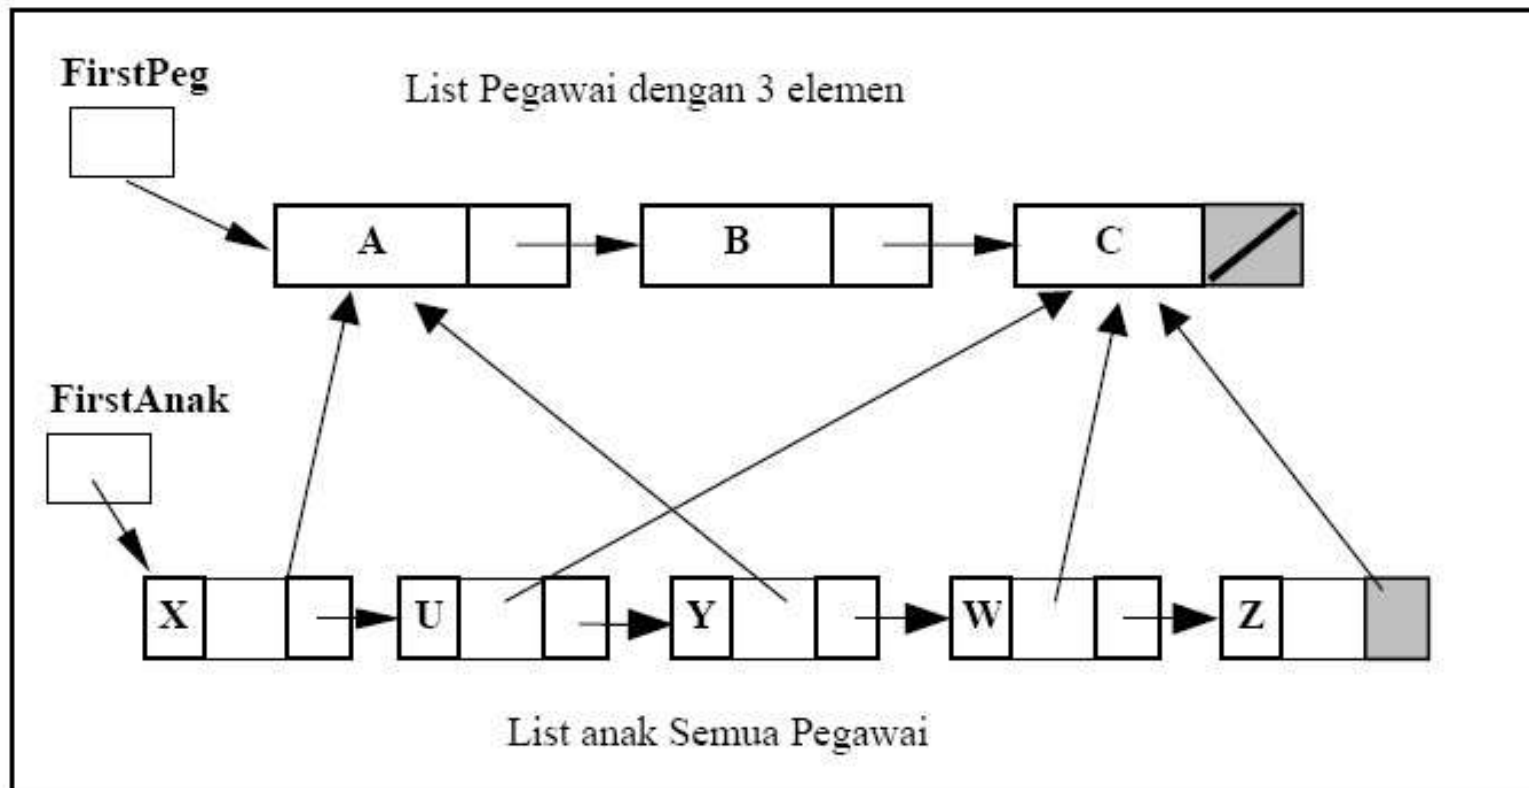 FirstPeg
List Pegawai dengan 3 elemen
A
B
C
FirstAnak
X
U
Y
W
Z
List anak Semua Pegawai